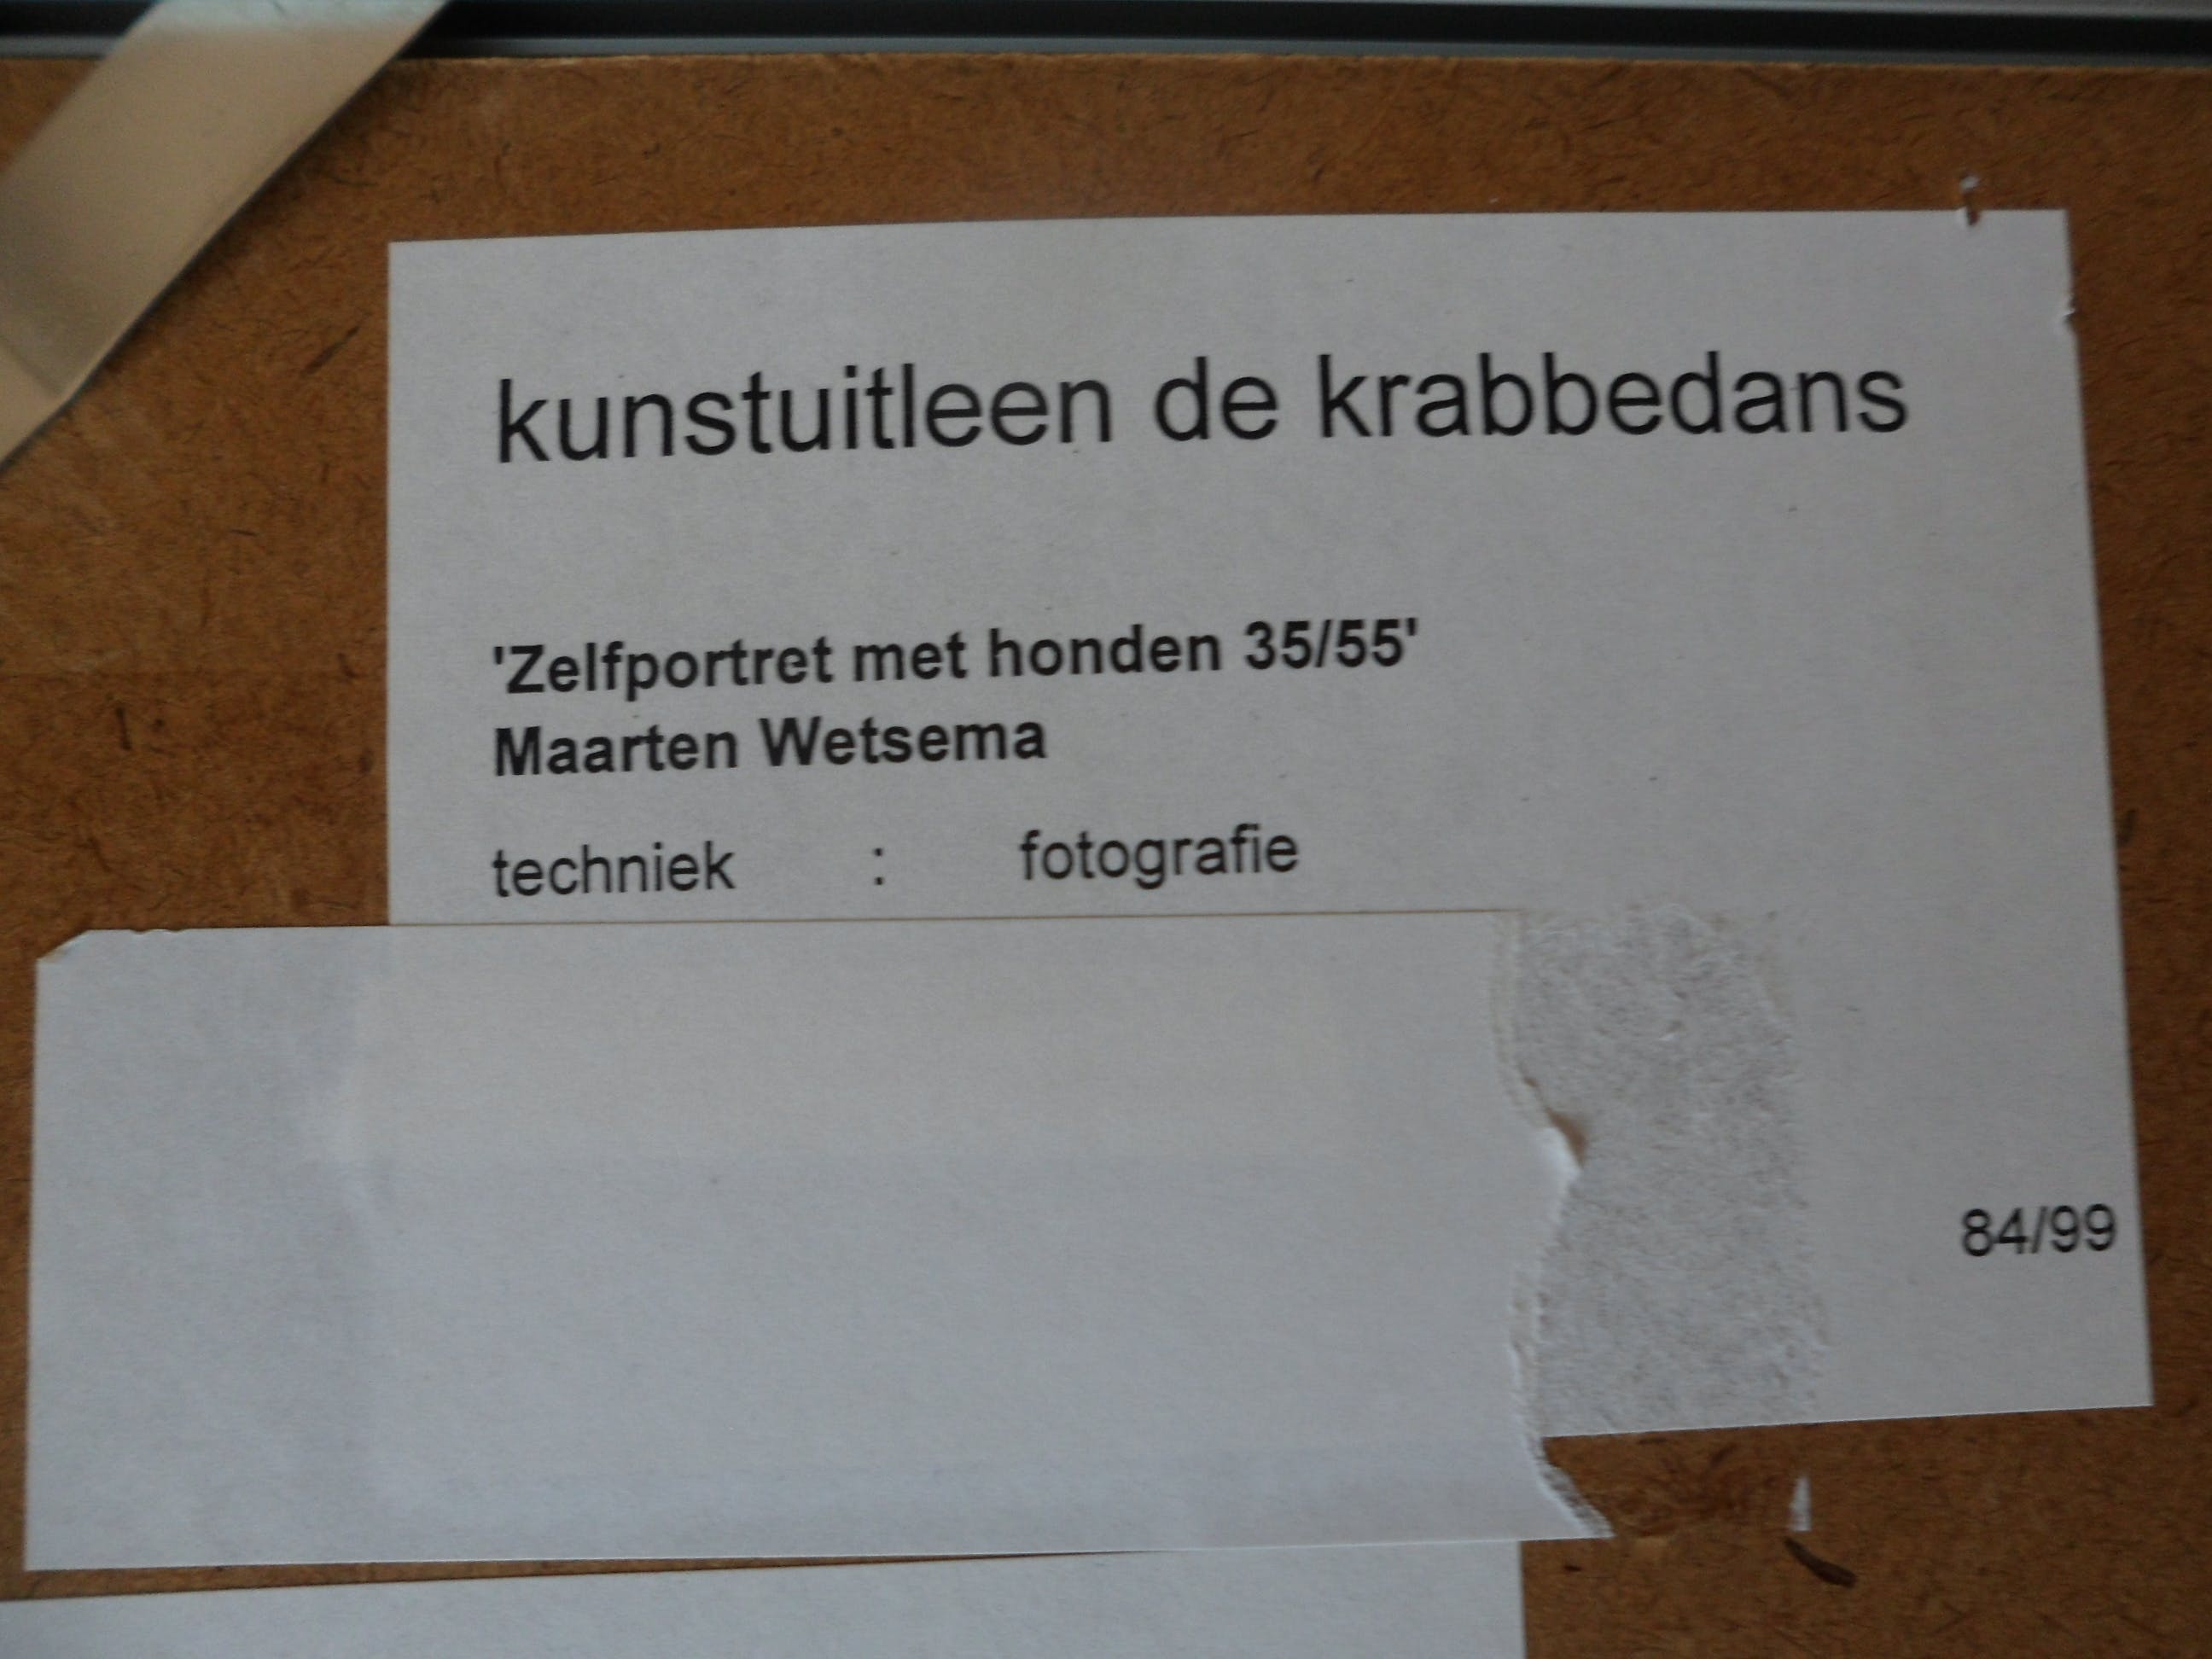 kunstuitleen de krabbedans
'Zelfportret met honden 35/55'
Maarten Wetsema
techniek : fotografie
84/99